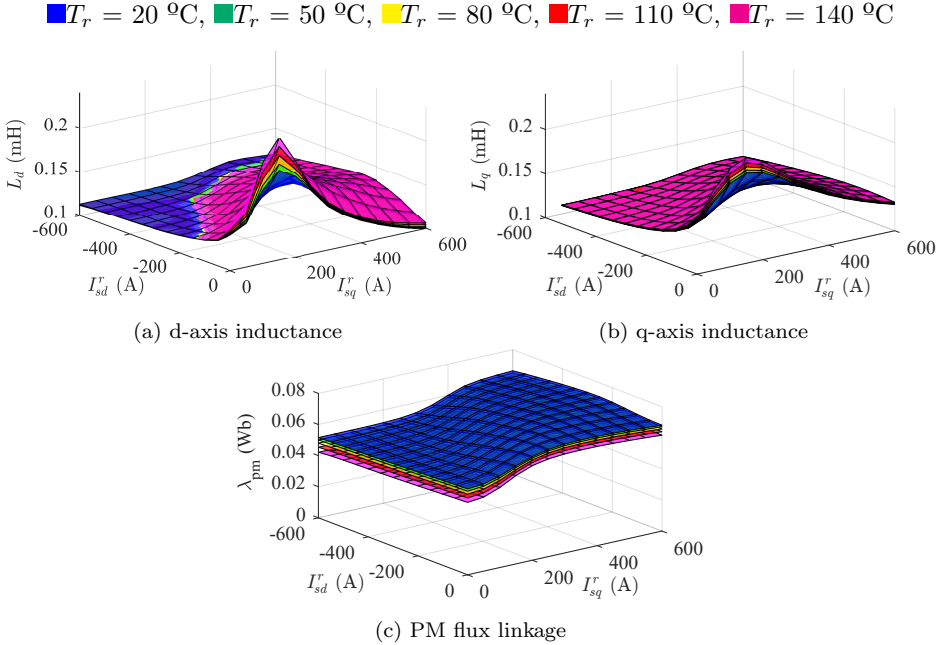 T_r = 20 ºC, T_r = 50 ºC, T_r = 80 ºC, T_r = 110 ºC, T_r = 140 ºC
L_d (mH)
0.2
0.15
0.1
-600
-400
-200
0
I^r_sd (A)
0
200
400
600
I^r_sq (A)
(a) d-axis inductance
L_q (mH)
0.2
0.15
0.1
-600
-400
-200
0
I^r_sd (A)
0
200
400
600
I^r_sq (A)
(b) q-axis inductance
λ_pm (Wb)
0.08
0.06
0.04
0.02
0
-600
-400
-200
0
I^r_sd (A)
0
200
400
600
I^r_sq (A)
(c) PM flux linkage